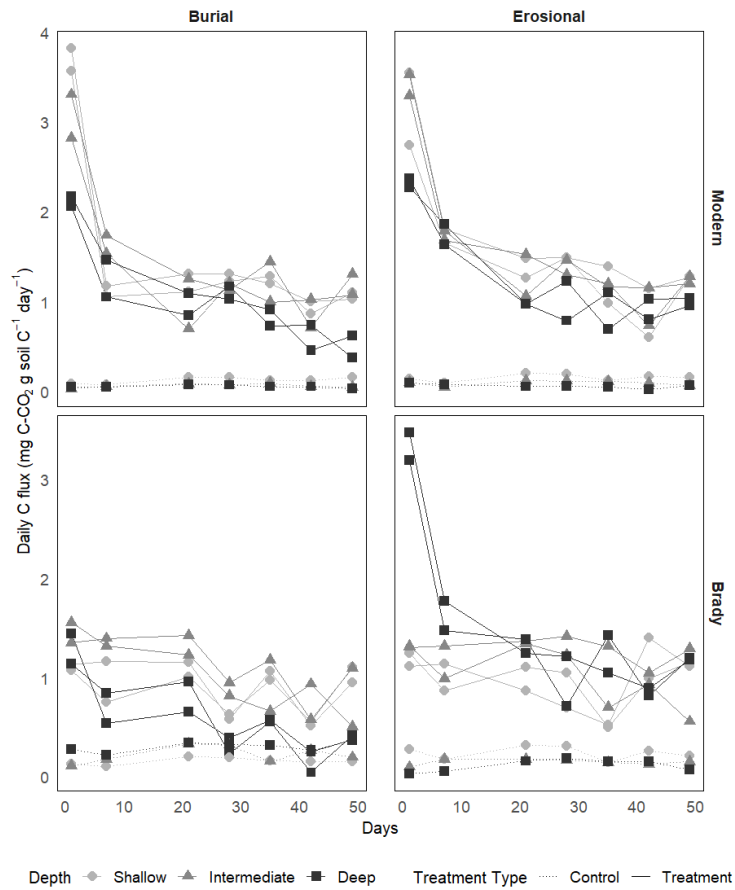 Burial Erosional
4
3
2
1
0
Modern
3
2
1
0
Brady
Daily C flux (mg C-CO₂ g soil C⁻¹ day⁻¹)
0 10 20 30 40 50 0 10 20 30 40 50
Days
Depth Shallow Intermediate Deep Treatment Type Control Treatment